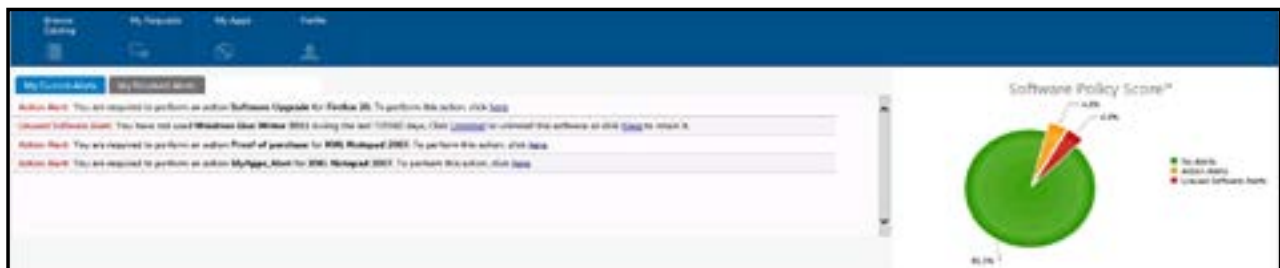 Browse My Requests My Apps Profile
Catalog
My Current Alerts My Resolved Alerts
Action Alert: You are required to perform an action Software Upgrade for Firefox 20. To perform this action, click here
Unused Software Alert: You have not used Windows Live Writer 2011 during the last days, Click Uninstall to uninstall this software or click Keep to retain it.
Action Alert: You are required to perform an action Proof of purchase for XML Notepad 2007. To perform this action, click here
Action Alert: You are required to perform an action MyApps_Alert for XML Notepad 2007. To perform this action, click here
Software Policy Score™
No Alerts
Action Alerts
Unused Software Alerts